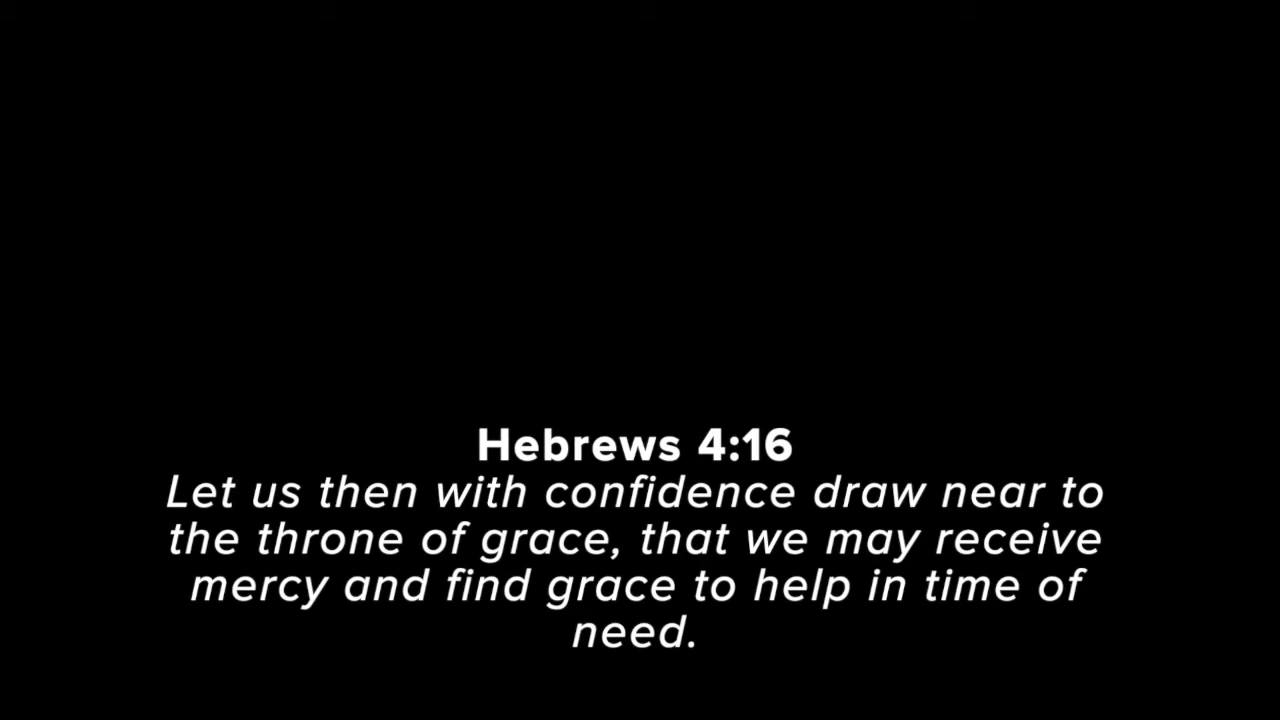 Hebrews 4:16
Let us then with confidence draw near to
the throne of grace, that we may receive
mercy and find grace to help in time of
need.